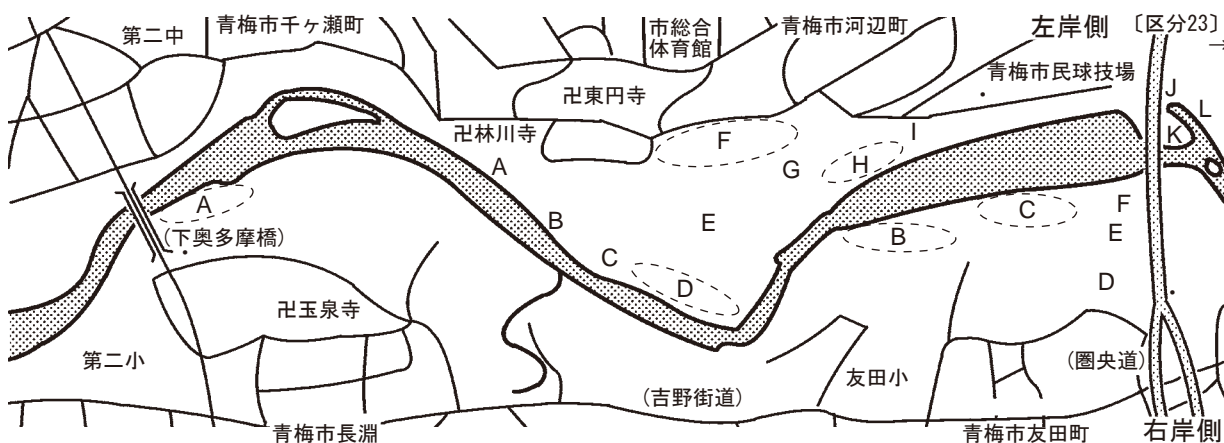 青梅市千ヶ瀬町
第二中
市総合
体育館
青梅市河辺町
左岸側
〔区分23〕
→
青梅市民球技場
卍東円寺
卍林川寺
J
L
K
I
F
H
G
A
E
B
C
D
A
(下奥多摩橋)
C
F
B
E
D
卍玉泉寺
第二小
友田小
(圏央道)
(吉野街道)
青梅市長淵
青梅市友田町
右岸側